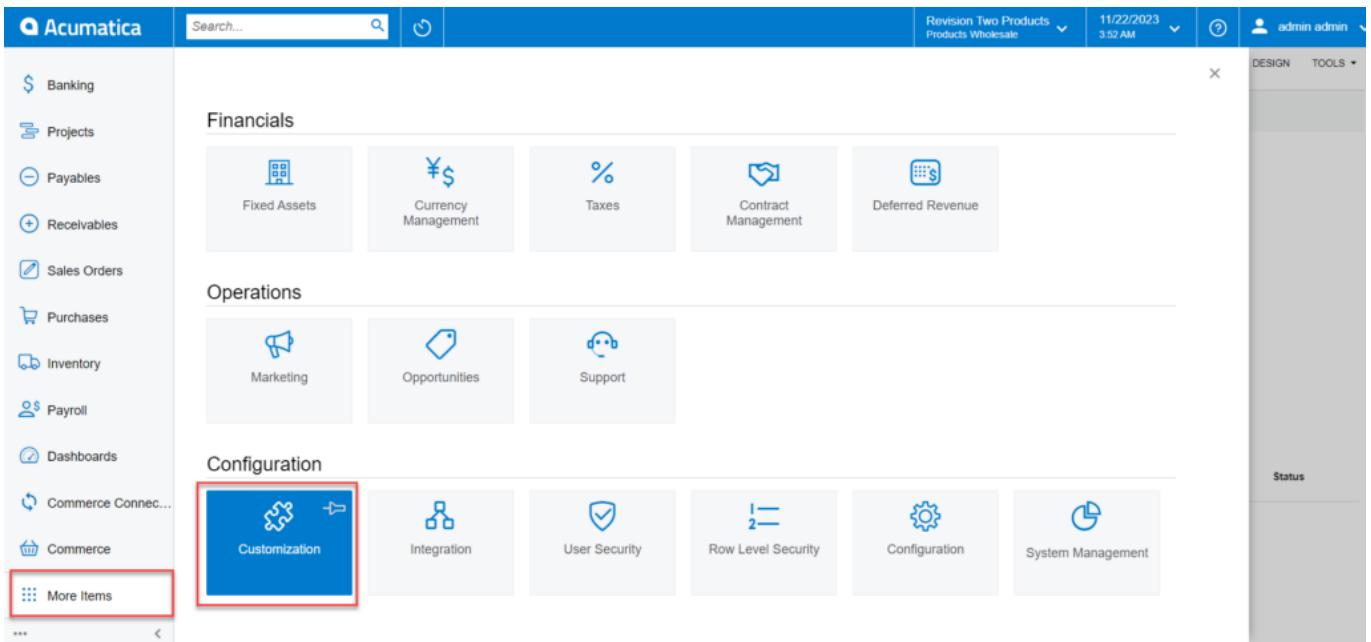 Acumatica
Search...
Revision Two Products
Products Wholesale
11/22/2023
3:52 AM
admin admin
DESIGN TOOLS
Banking
Projects
Payables
Receivables
Sales Orders
Purchases
Inventory
Payroll
Dashboards
Commerce Connec...
Commerce
More Items
Financials
Fixed Assets
Currency
Management
Taxes
Contract
Management
Deferred Revenue
Operations
Marketing
Opportunities
Support
Configuration
Customization
Integration
User Security
Row Level Security
Configuration
System Management
Status